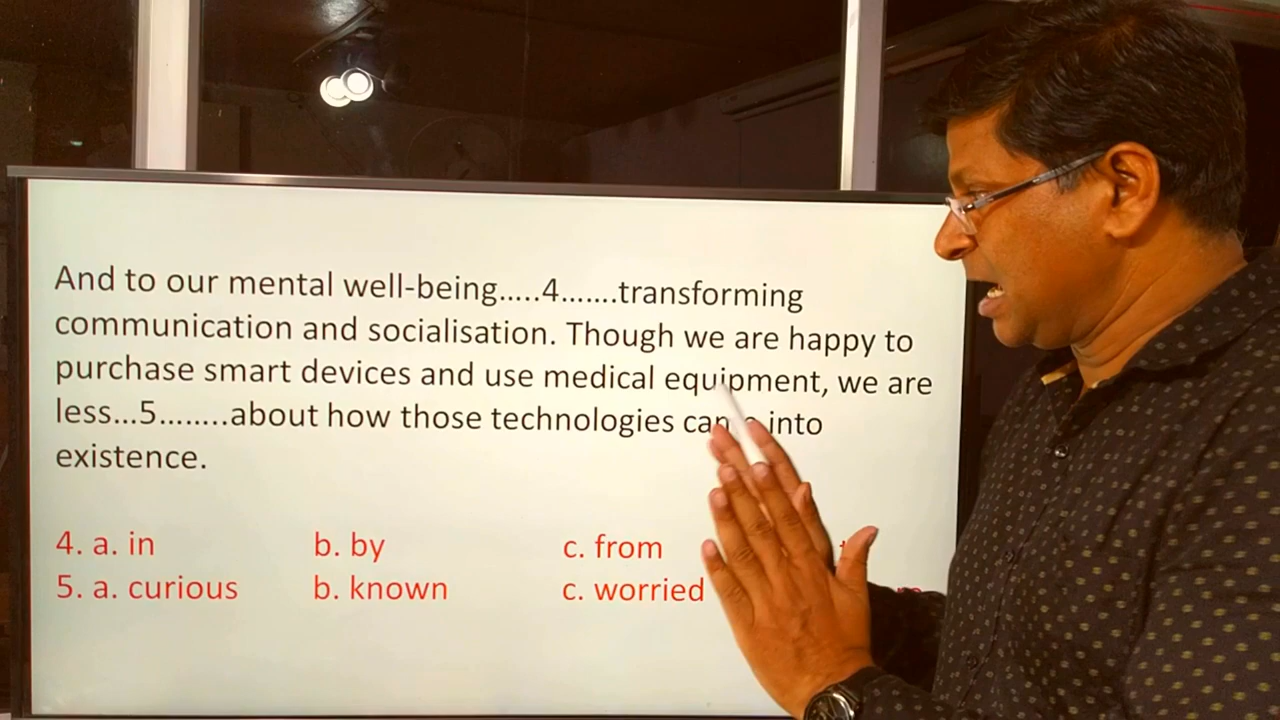 And to our mental well-being.....4.......transforming
communication and socialisation. Though we are happy to
purchase smart devices and use medical equipment, we are
less...5........about how those technologies into
existence.
4. a. in b. by c. from
5. a. curious b. known c. worried